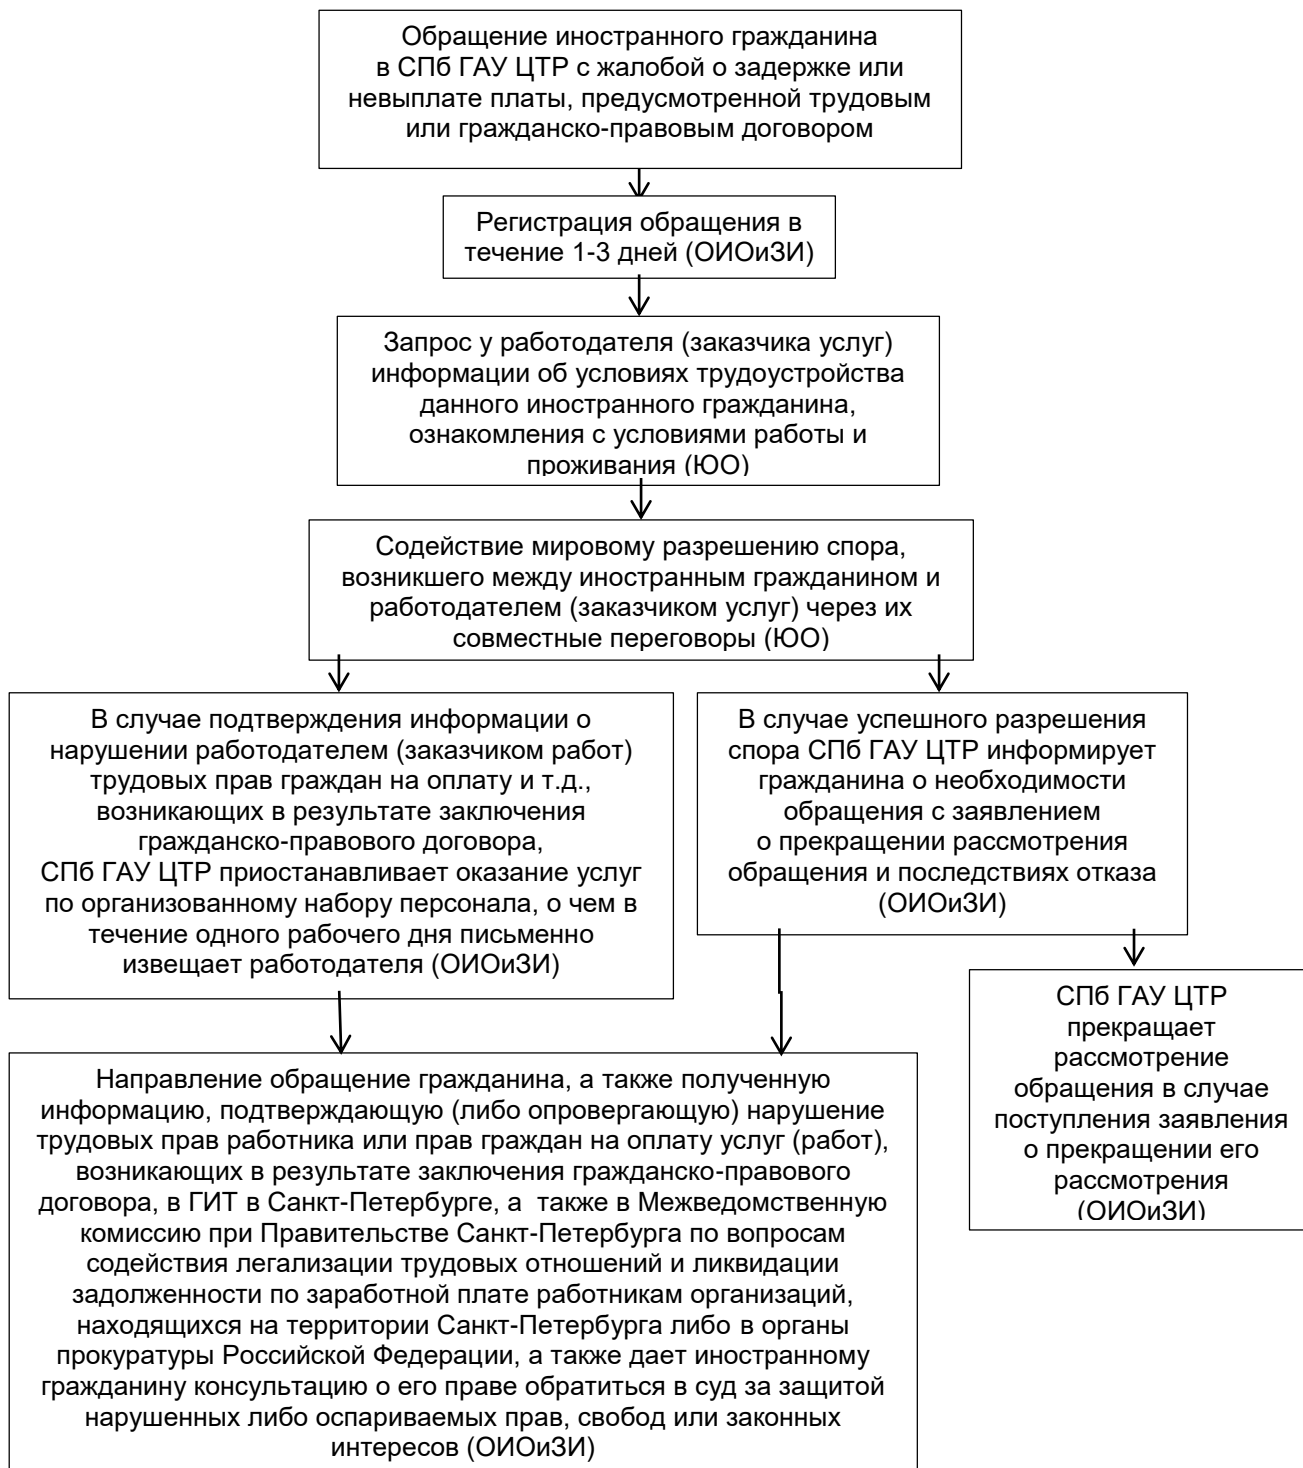 Обращение иностранного гражданина
в СПб ГАУ ЦТР с жалобой о задержке или
невыплате платы, предусмотренной трудовым
или гражданско-правовым договором
Регистрация обращения в
течение 1-3 дней (ОИОиЗИ)
Запрос у работодателя (заказчика услуг)
информации об условиях трудоустройства
данного иностранного гражданина,
ознакомления с условиями работы и
проживания (ЮО)
Содействие мировому разрешению спора,
возникшего между иностранным гражданином и
работодателем (заказчиком услуг) через их
совместные переговоры (ЮО)
В случае подтверждения информации о
нарушении работодателем (заказчиком работ)
трудовых прав граждан на оплату и т.д.,
возникающих в результате заключения
гражданско-правового договора,
СПб ГАУ ЦТР приостанавливает оказание услуг
по организованному набору персонала, о чем в
течение одного рабочего дня письменно
извещает работодателя (ОИОиЗИ)
В случае успешного разрешения
спора СПб ГАУ ЦТР информирует
гражданина о необходимости
обращения с заявлением
о прекращении рассмотрения
обращения и последствиях отказа
(ОИОиЗИ)
СПб ГАУ ЦТР
прекращает
рассмотрение
обращения в случае
поступления заявления
о прекращении его
рассмотрения
(ОИОиЗИ)
Направление обращение гражданина, а также полученную
информацию, подтверждающую (либо опровергающую) нарушение
трудовых прав работника или прав граждан на оплату услуг (работ),
возникающих в результате заключения гражданско-правового
договора, в ГИТ в Санкт-Петербурге, а также в Межведомственную
комиссию при Правительстве Санкт-Петербурга по вопросам
содействия легализации трудовых отношений и ликвидации
задолженности по заработной плате работникам организаций,
находящихся на территории Санкт-Петербурга либо в органы
прокуратуры Российской Федерации, а также дает иностранному
гражданину консультацию о его праве обратиться в суд за защитой
нарушенных либо оспариваемых прав, свобод или законных
интересов (ОИОиЗИ)